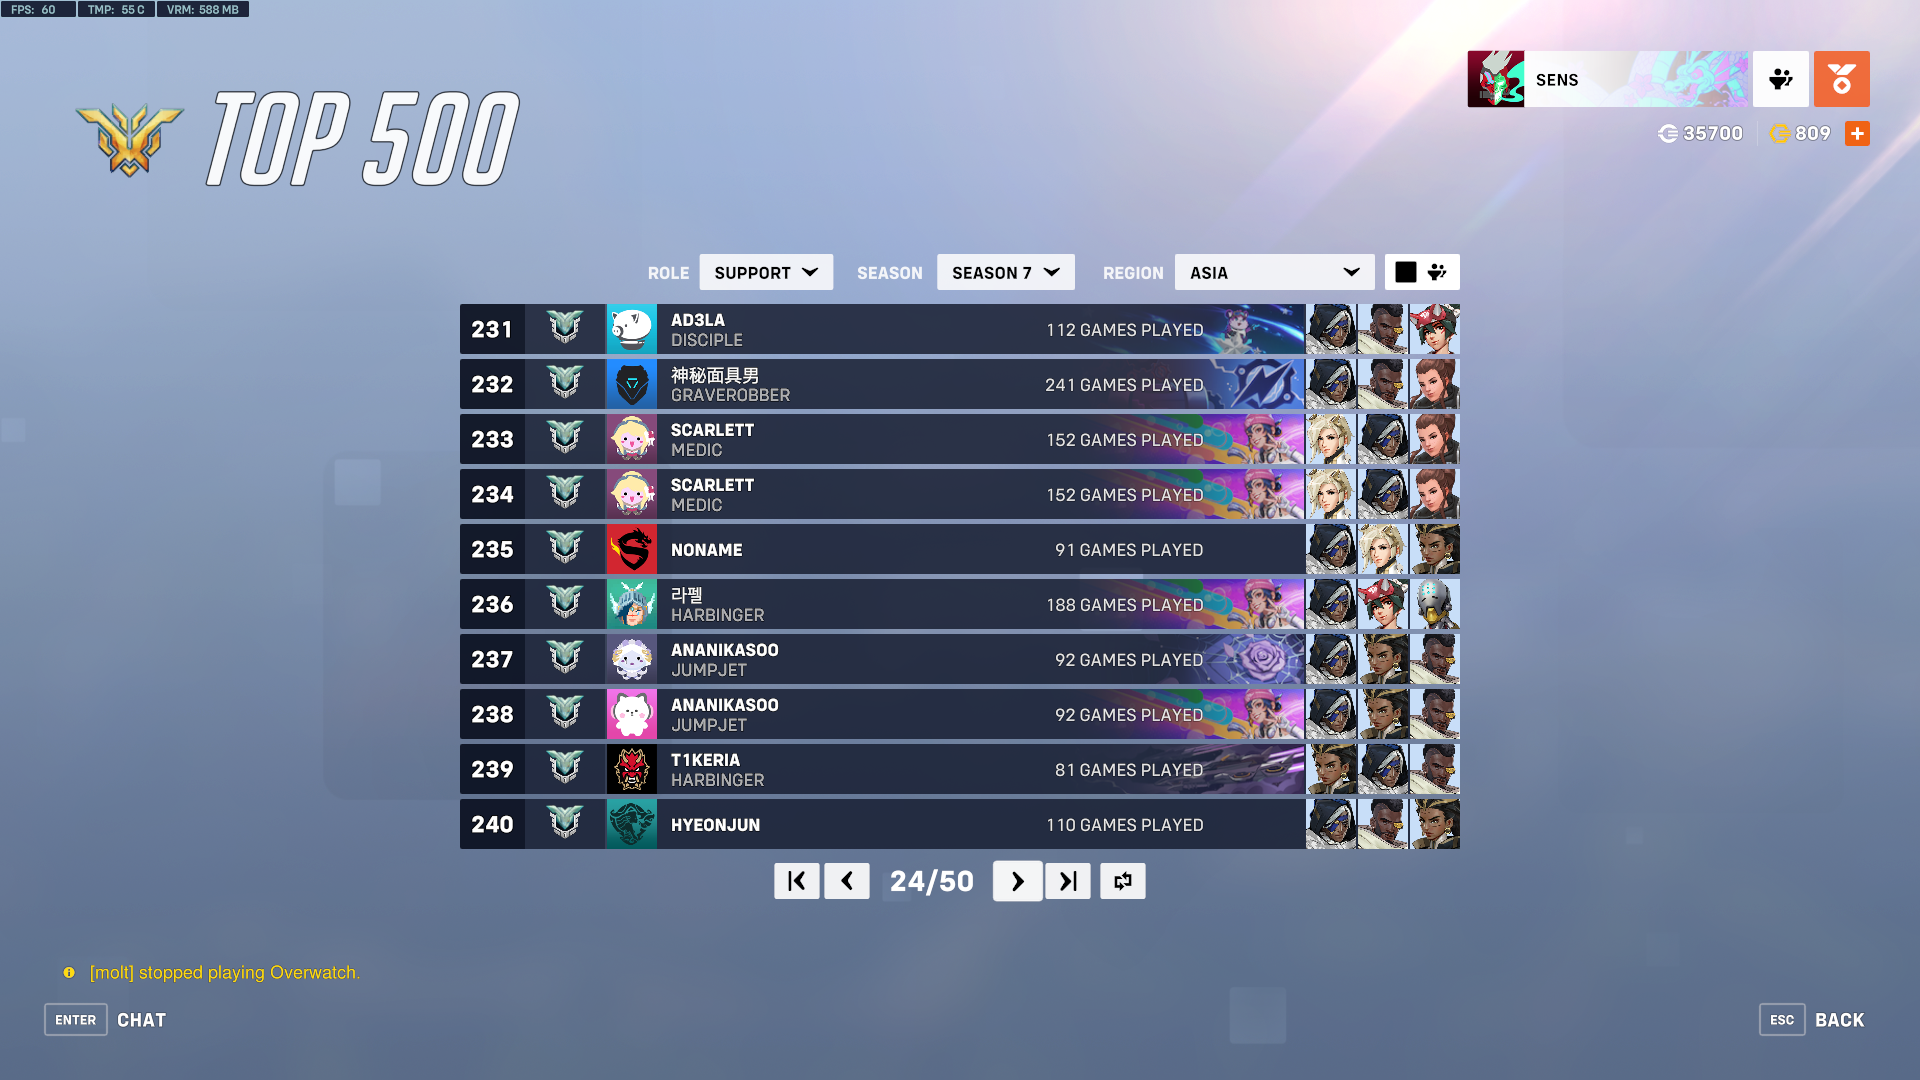 FPS: 60 TMP: 55 C VRM: 588 MB
TOP 500
SENS
35700 809
ROLE SUPPORT SEASON SEASON 7 REGION ASIA
231 AD3LA 112 GAMES PLAYED
DISCIPLE
232 神秘面具男 241 GAMES PLAYED
GRAVEROBBER
233 SCARLETT 152 GAMES PLAYED
MEDIC
234 SCARLETT 152 GAMES PLAYED
MEDIC
235 NONAME 91 GAMES PLAYED
236 라펠 188 GAMES PLAYED
HARBINGER
237 ANANIKASOO 92 GAMES PLAYED
JUMPJET
238 ANANIKASOO 92 GAMES PLAYED
JUMPJET
239 T1KERIA 81 GAMES PLAYED
HARBINGER
240 HYEONJUN 110 GAMES PLAYED
24/50
[molt] stopped playing Overwatch.
ENTER CHAT
ESC BACK